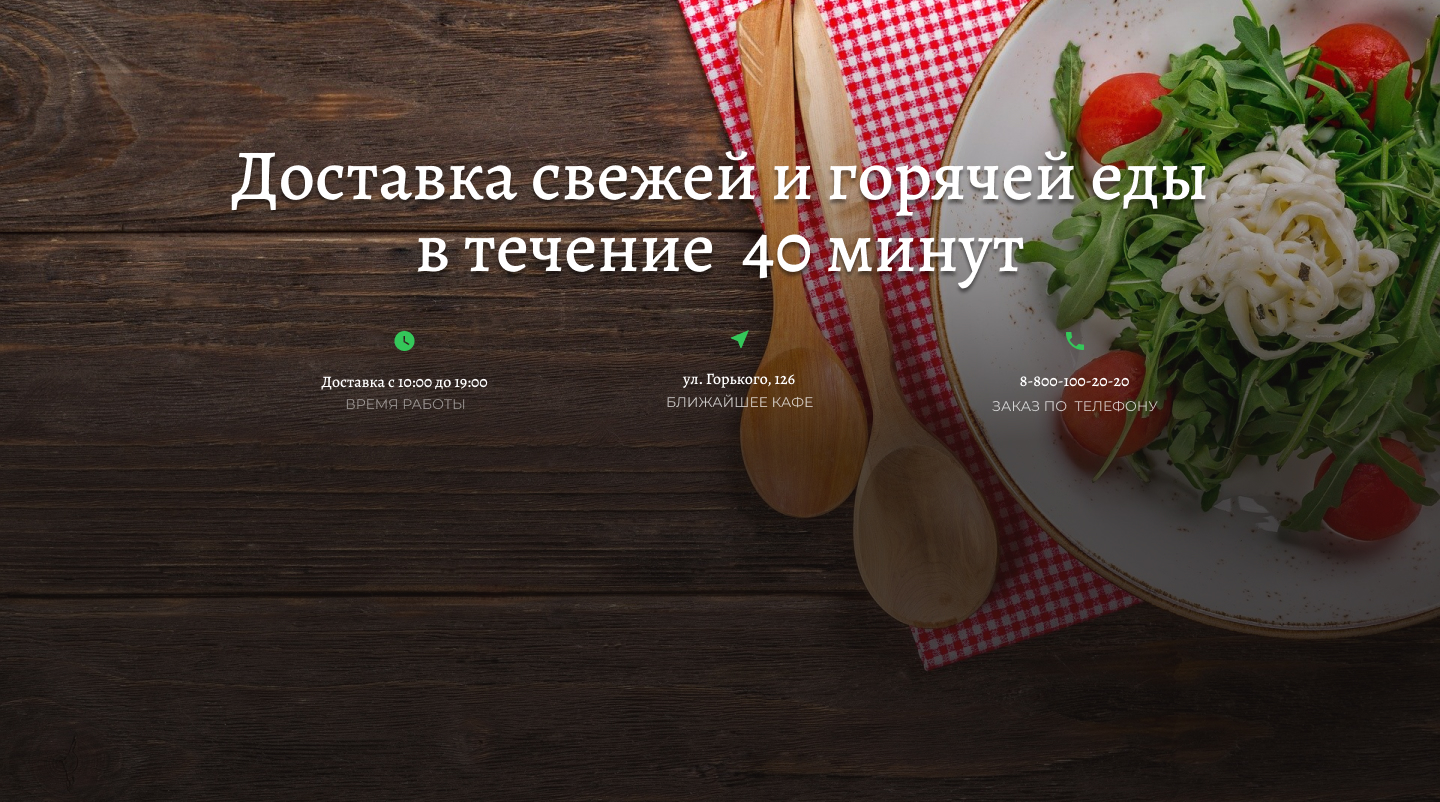 Доставка свежей и горячей еды
в течение 40 минут
Доставка с 10:00 до 19:00
ВРЕМЯ РАБОТЫ
ул. Горького, 126
БЛИЖАЙШЕЕ КАФЕ
8-800-100-20-20
ЗАКАЗ ПО ТЕЛЕФОНУ